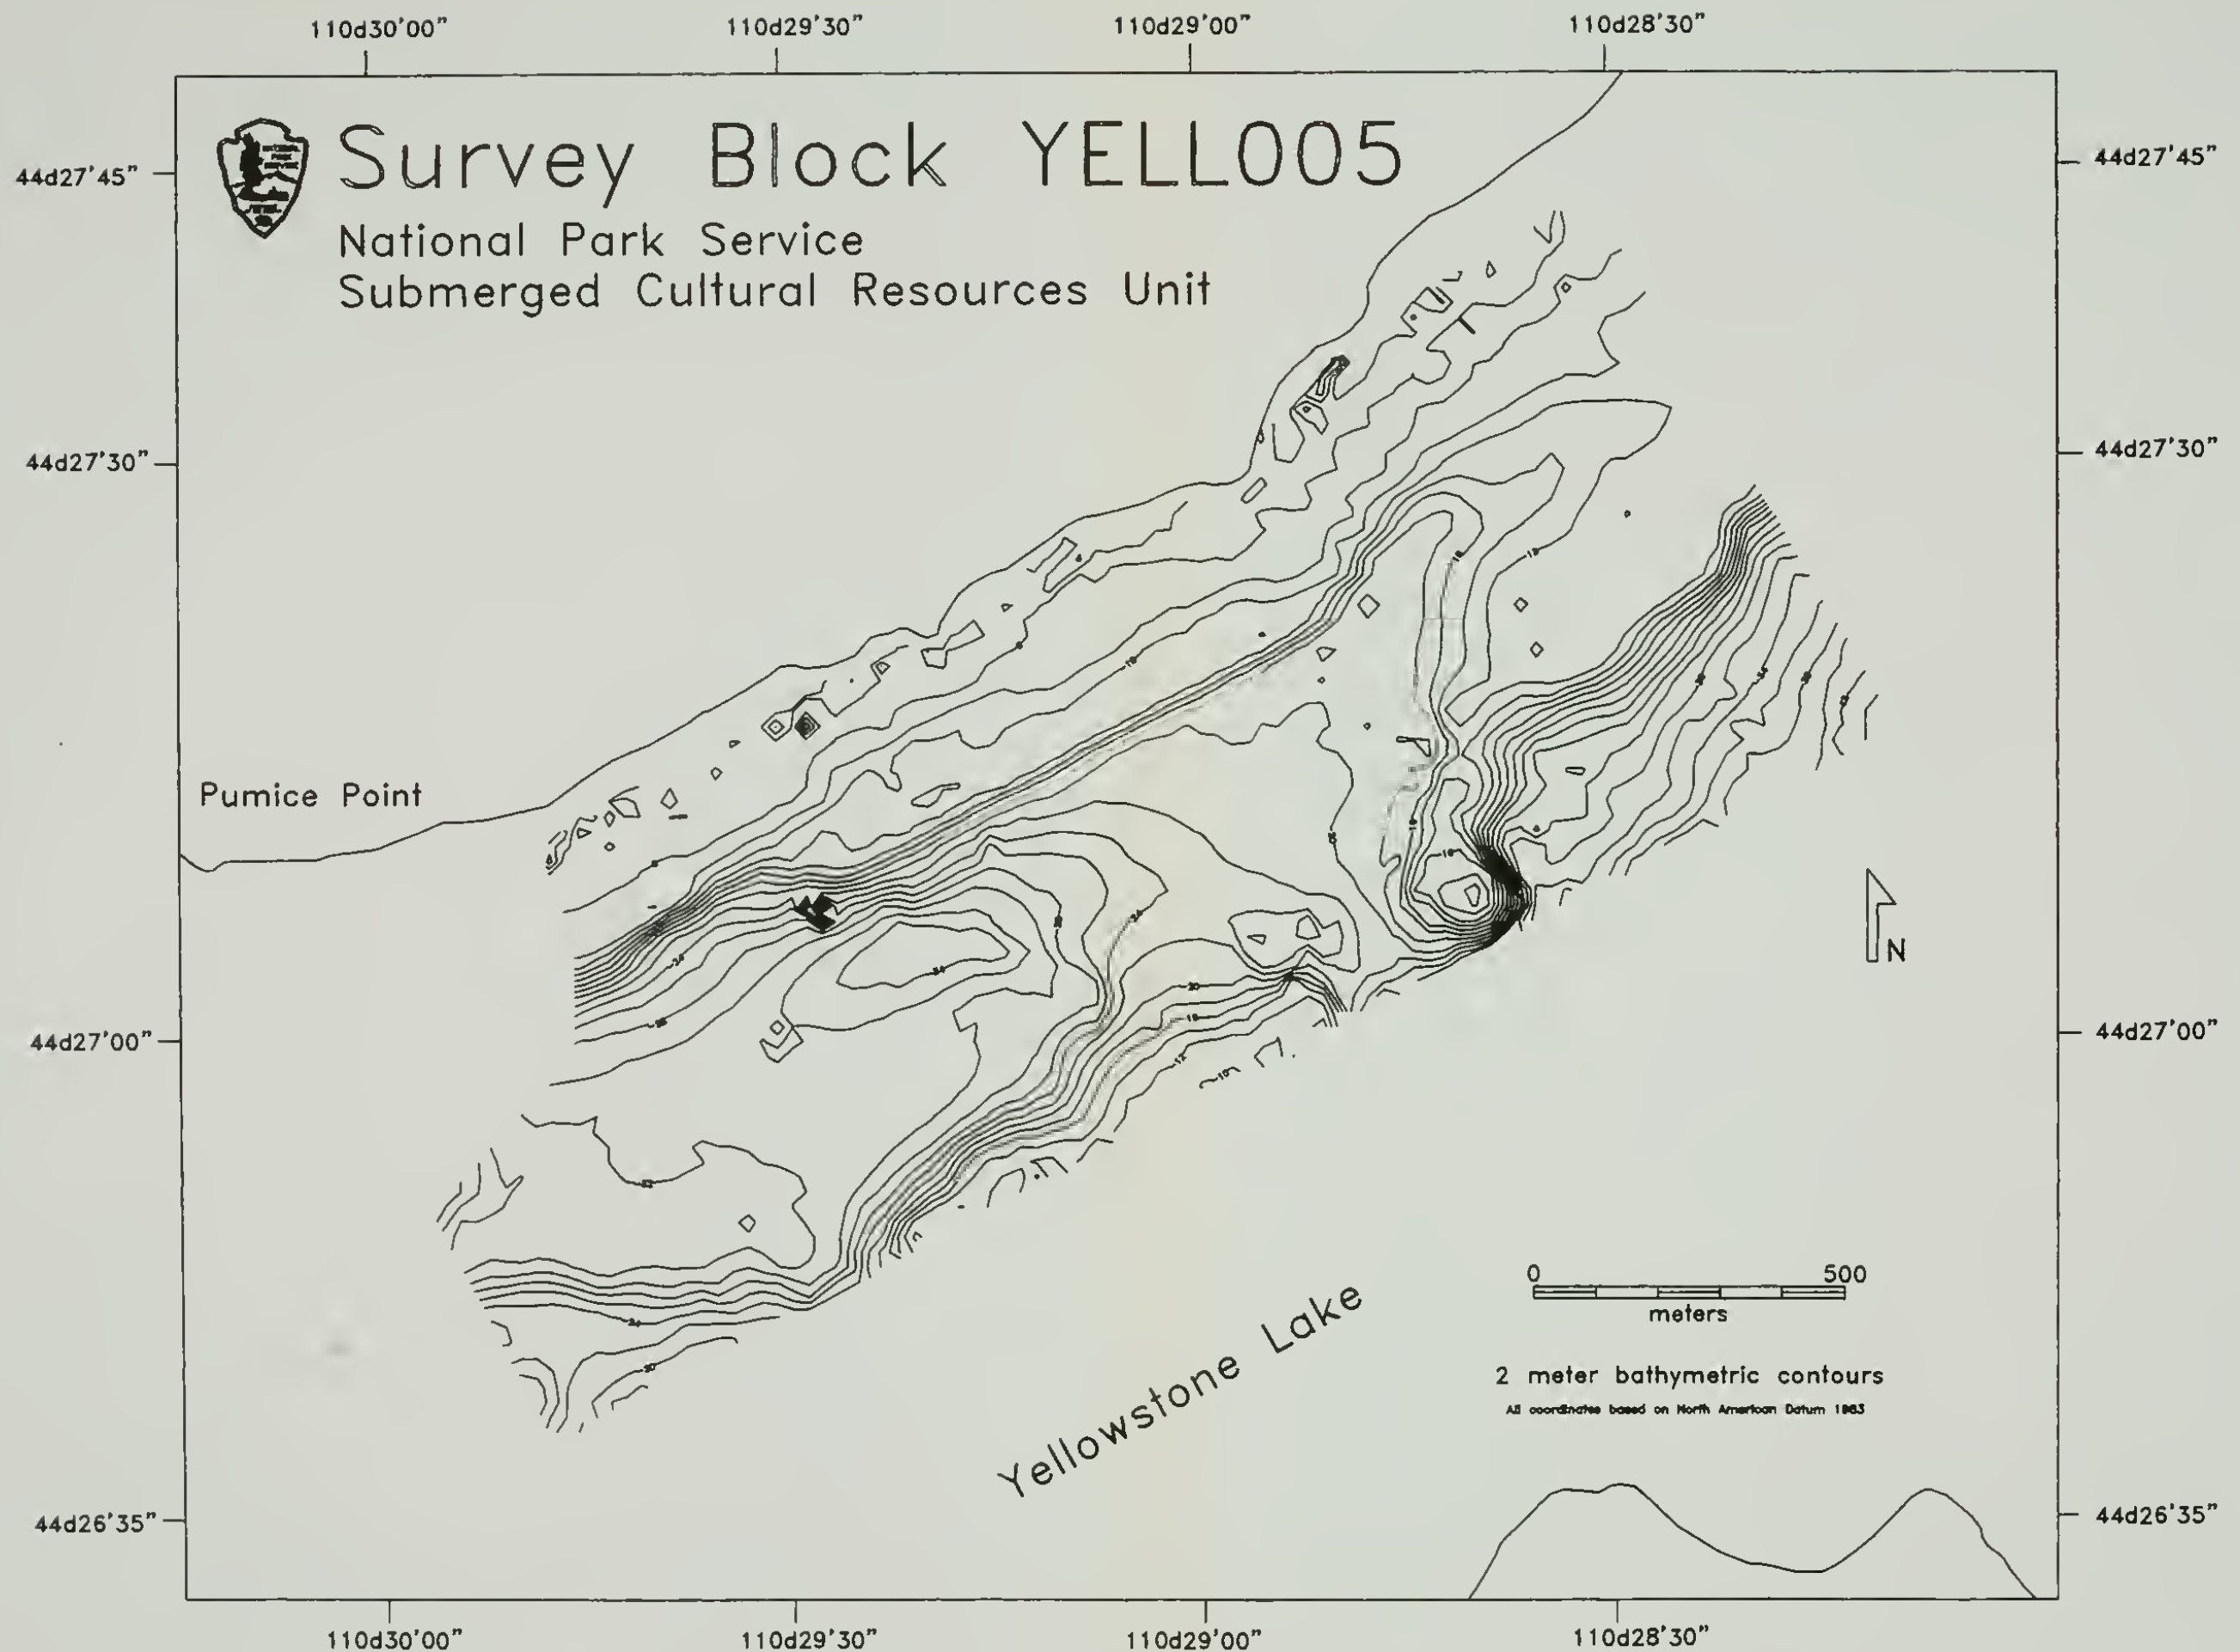 110d30'00" 110d29'30" 110d29'00" 110d28'30"
Survey Block YELL005
National Park Service
Submerged Cultural Resources Unit
44d27'45" 44d27'45"
44d27'30" 44d27'30"
Pumice Point
N
44d27'00" 44d27'00"
0 500
meters
Yellowstone Lake
2 meter bathymetric contours
All coordinates based on North American Datum 1983
44d26'35" 44d26'35"
110d30'00" 110d29'30" 110d29'00" 110d28'30"